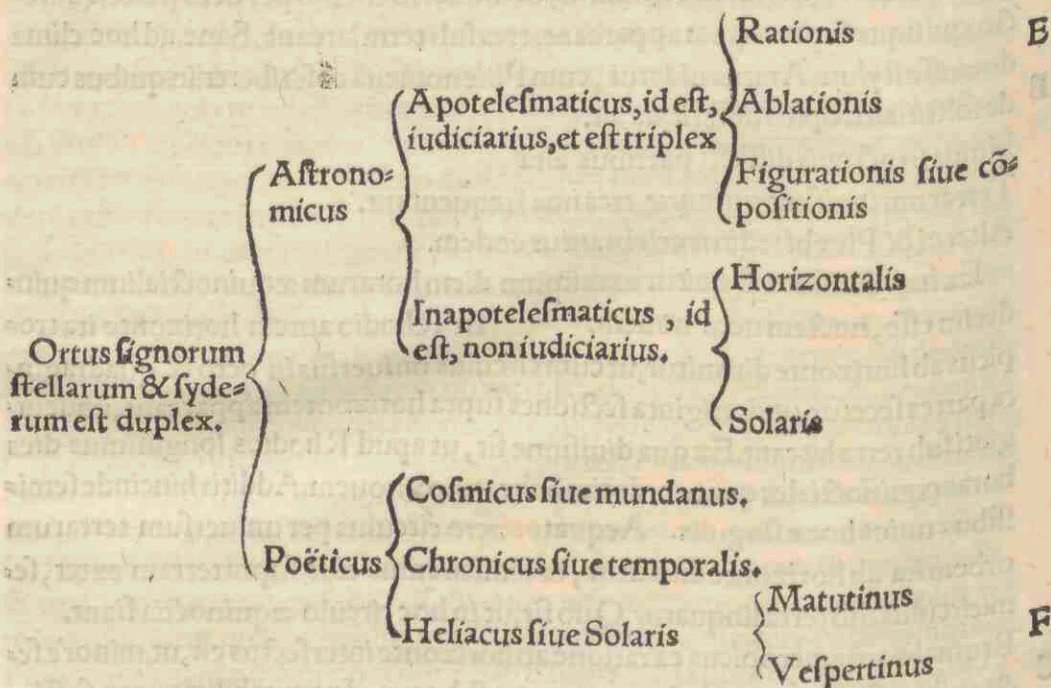 Rationis
E
Apoteleſmaticus, id eſt,
iudiciarius, et eſt triplex
Ablationis
Figurationis ſiue cõ⸗
poſitionis
Aſtrono⸗
micus
Horizontalis
Inapoteleſmaticus , id
eſt, non iudiciarius.
Ortus ſignorum
ſtellarum & ſyde⸗
rum eſt duplex.
Solaris
Coſmicus ſiue mundanus.
Poëticus
Chronicus ſiue temporalis.
Heliacus ſiue Solaris
Matutinus
F
Veſpertinus